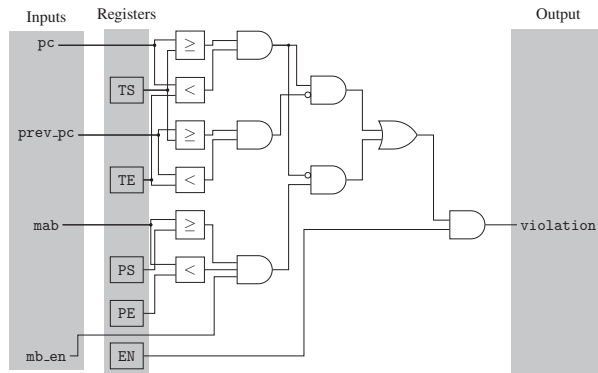 Inputs Registers Output
pc ≥
TS <
prev_pc ≥
TE <
mab ≥
PS <
PE
mb_en EN
violation